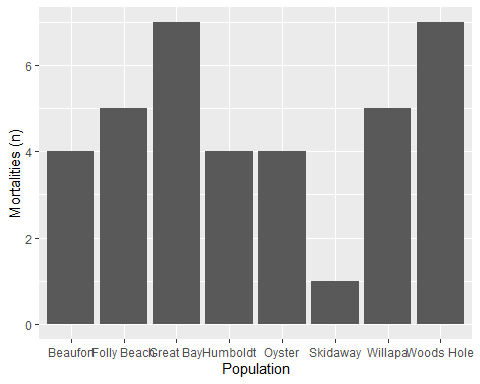 Mortalities (n)
6
4
2
0
Beaufort Folly Beach Great Bay Humboldt Oyster Skidaway Willapa Woods Hole
Population